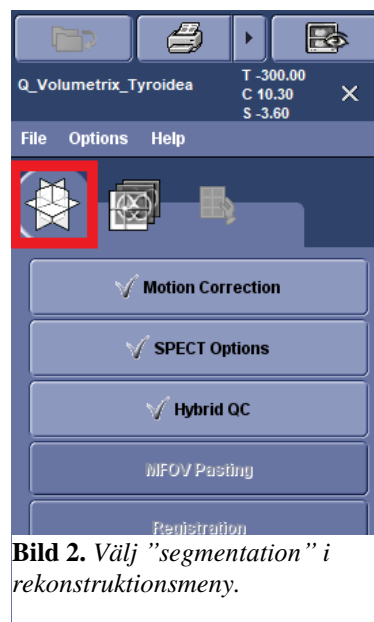 Q_Volumetrix_Tyroidea
T -300.00
C 10.30
S -3.60
File Options Help
Motion Correction
SPECT Options
Hybrid QC
MFOV Pasting
Registration
Bild 2. Välj ”segmentation” i
rekonstruktionsmeny.